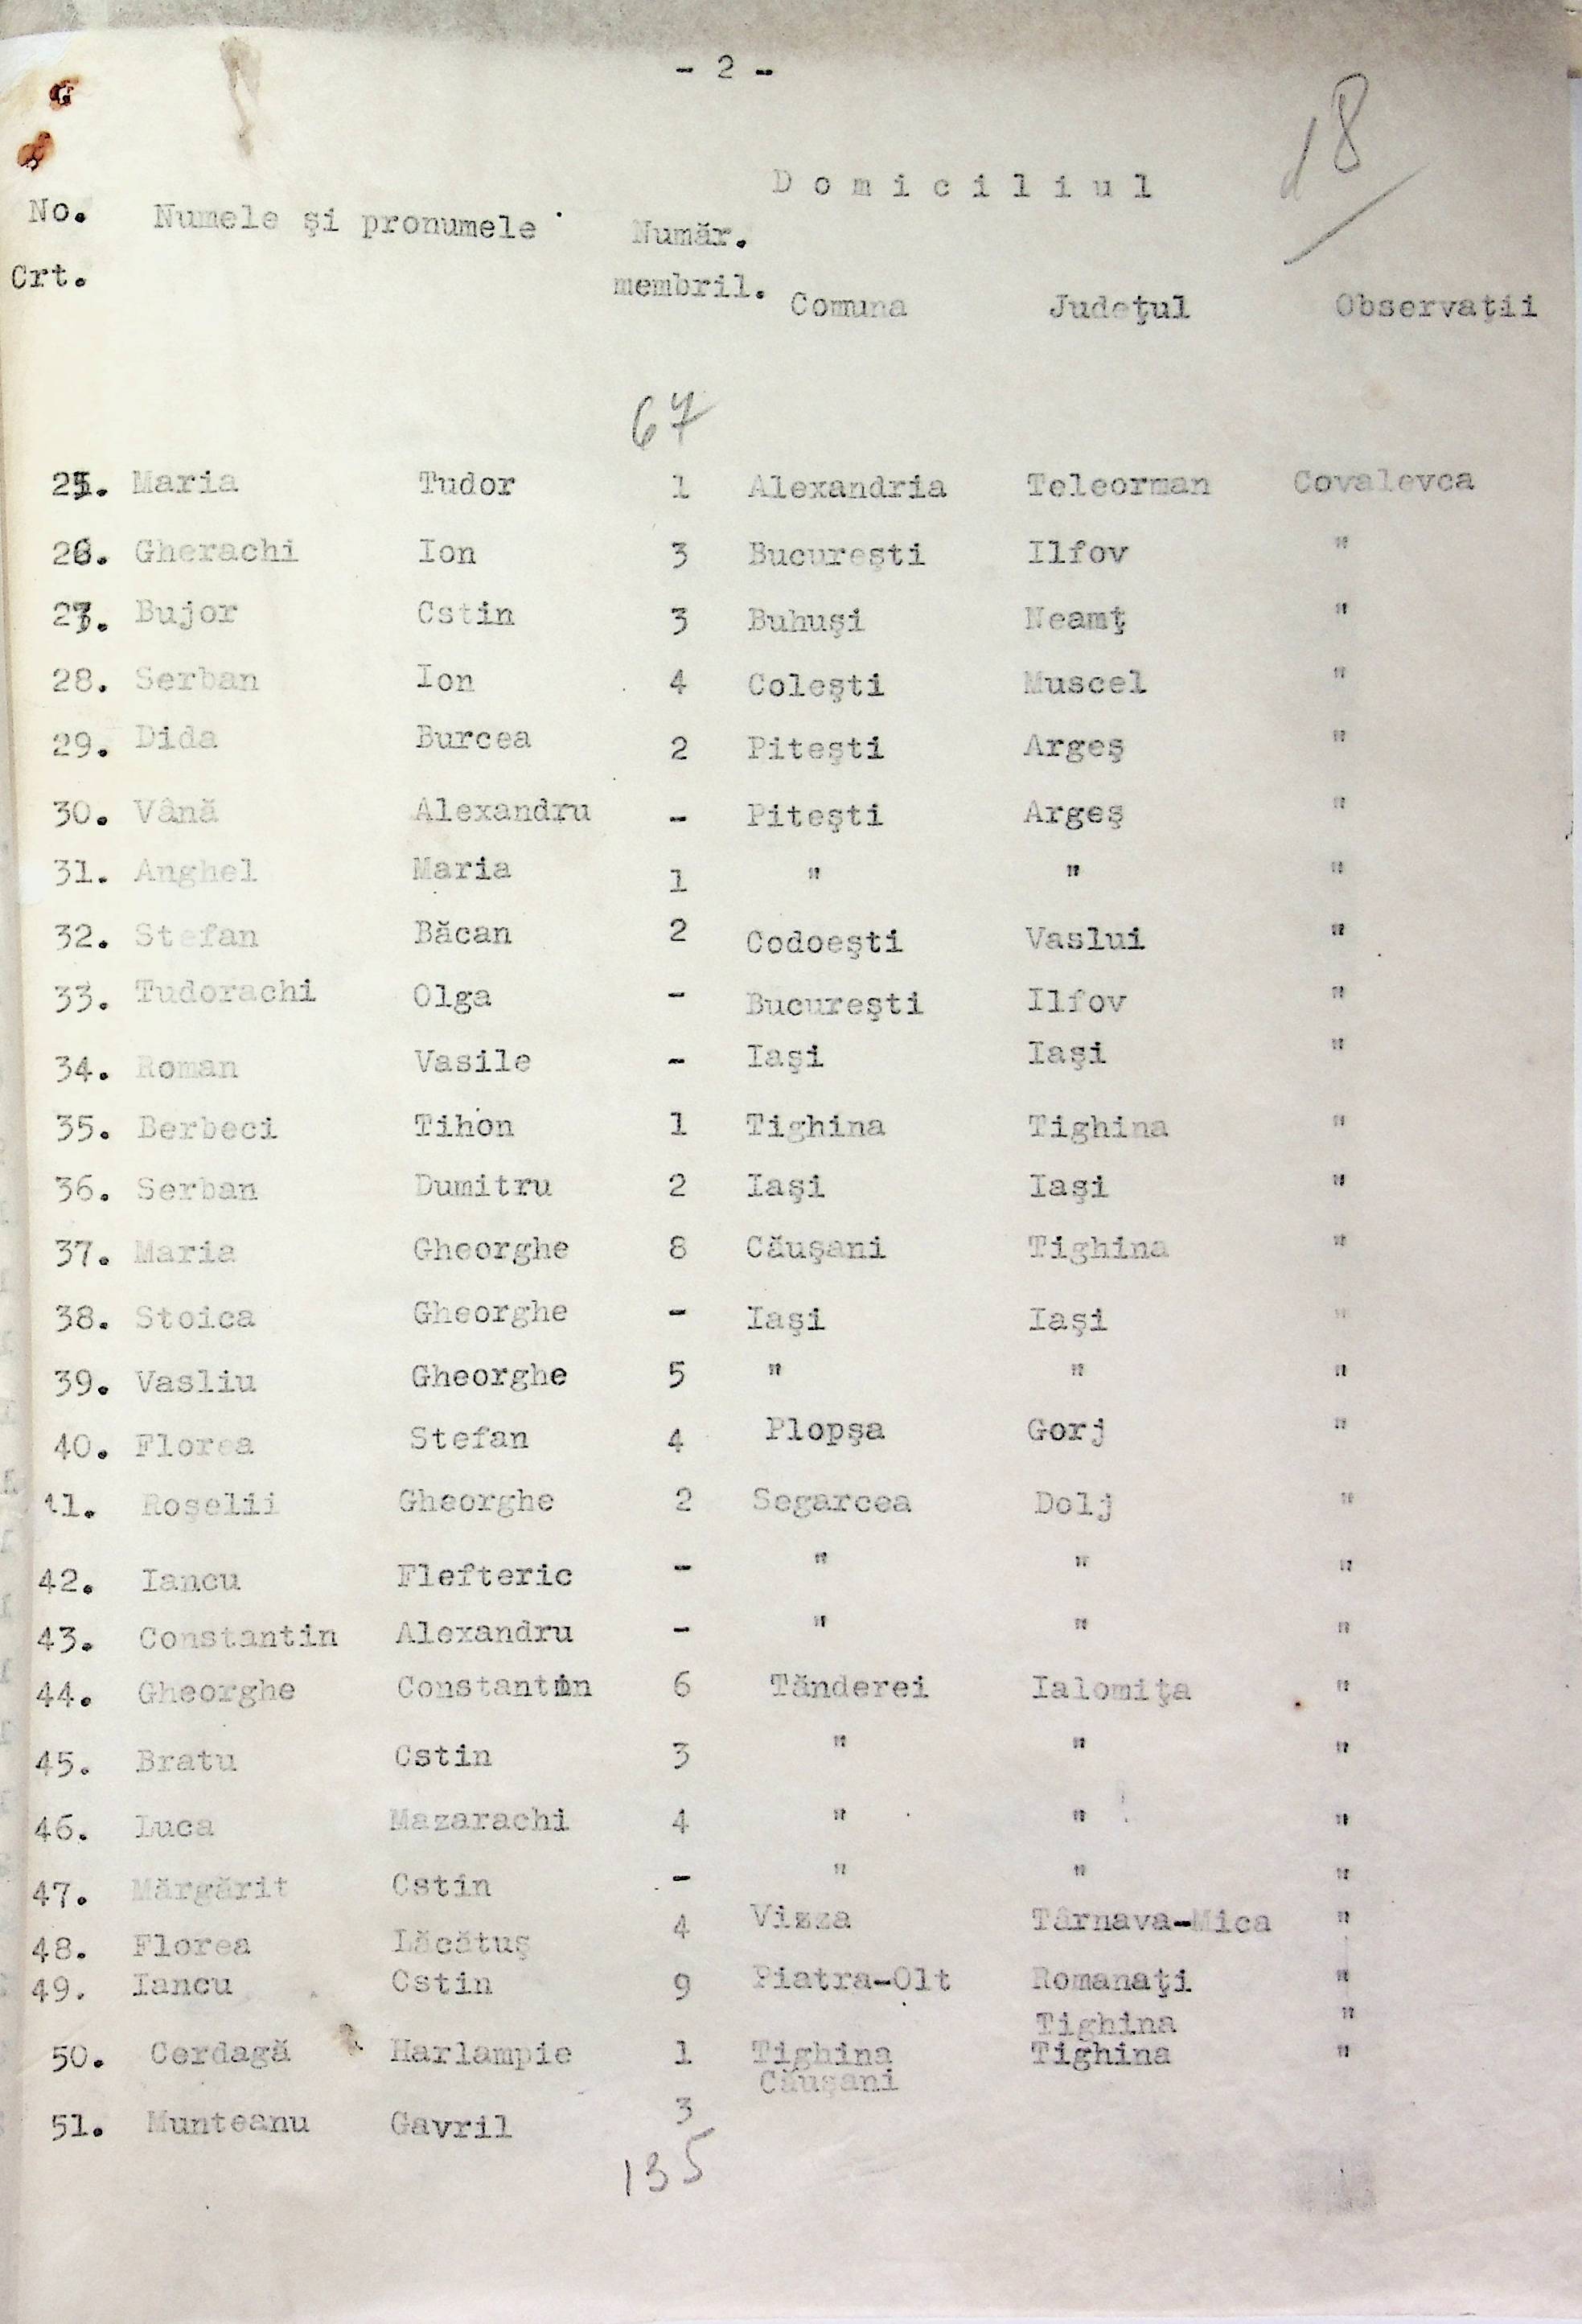 - 2 -
18
Domiciliul
No. Numele şi pronumele Număr.
Crt. membril. Comuna Judeţul Observaţii
67
25. Maria Tudor 1 Alexandria Teleorman Covalevca
26. Gherachi Ion 3 Bucureşti Ilfov "
27. Bujor Cstin 3 Buhuşi Neamţ "
28. Serban Ion 4 Coleşti Muscel "
29. Dida Burcea 2 Piteşti Argeş "
30. Vână Alexandru - Piteşti Argeş "
31. Anghel Maria 1 " " "
32. Stefan Băcan 2 Codoeşti Vaslui "
33. Tudorachi Olga - Bucureşti Ilfov "
34. Roman Vasile - Iaşi Iaşi "
35. Berbeci Tihon 1 Tighina Tighina "
36. Serban Dumitru 2 Iaşi Iaşi "
37. Maria Gheorghe 8 Căuşani Tighina "
38. Stoica Gheorghe - Iaşi Iaşi "
39. Vasliu Gheorghe 5 " " "
40. Florea Stefan 4 Plopşa Gorj "
41. Roşelii Gheorghe 2 Segarcea Dolj "
42. Iancu Flefteric - " " "
43. Constantin Alexandru - " " "
44. Gheorghe Constantin 6 Tănderei Ialomiţa "
45. Bratu Cstin 3 " " "
46. Luca Mazarachi 4 " " "
47. Mărgărit Cstin - " " "
48. Florea Lăcătuş 4 Vizza Târnava-Mica "
49. Iancu Cstin 9 Piatra-Olt Romanaţi "
Tighina "
50. Cerdagă Harlampie 1 Tighina Tighina "
Căuşani
51. Munteanu Gavril 3
135